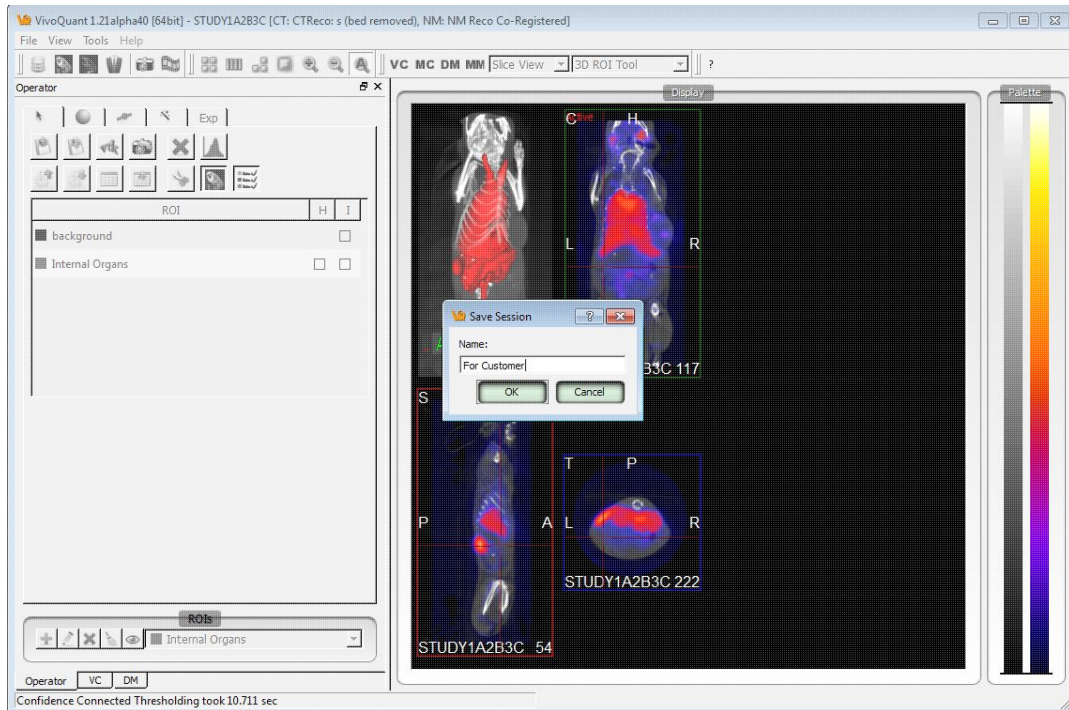 VivoQuant 1.21alpha40 [64bit] - STUDY1A2B3C [CT: CTReco: s (bed removed), NM: NM Reco Co-Registered]
File View Tools Help
VC MC DM MM Slice View 3D ROI Tool ?
Operator
Display
Palette
Exp
vtk
ROI H I
background
Internal Organs
C H
L R
Save Session
Name:
For Customer
OK Cancel
B3C 117
S
T P
P A L R
STUDY1A2B3C 222
STUDY1A2B3C 54
ROIs
Internal Organs
Operator VC DM
Confidence Connected Thresholding took 10.711 sec